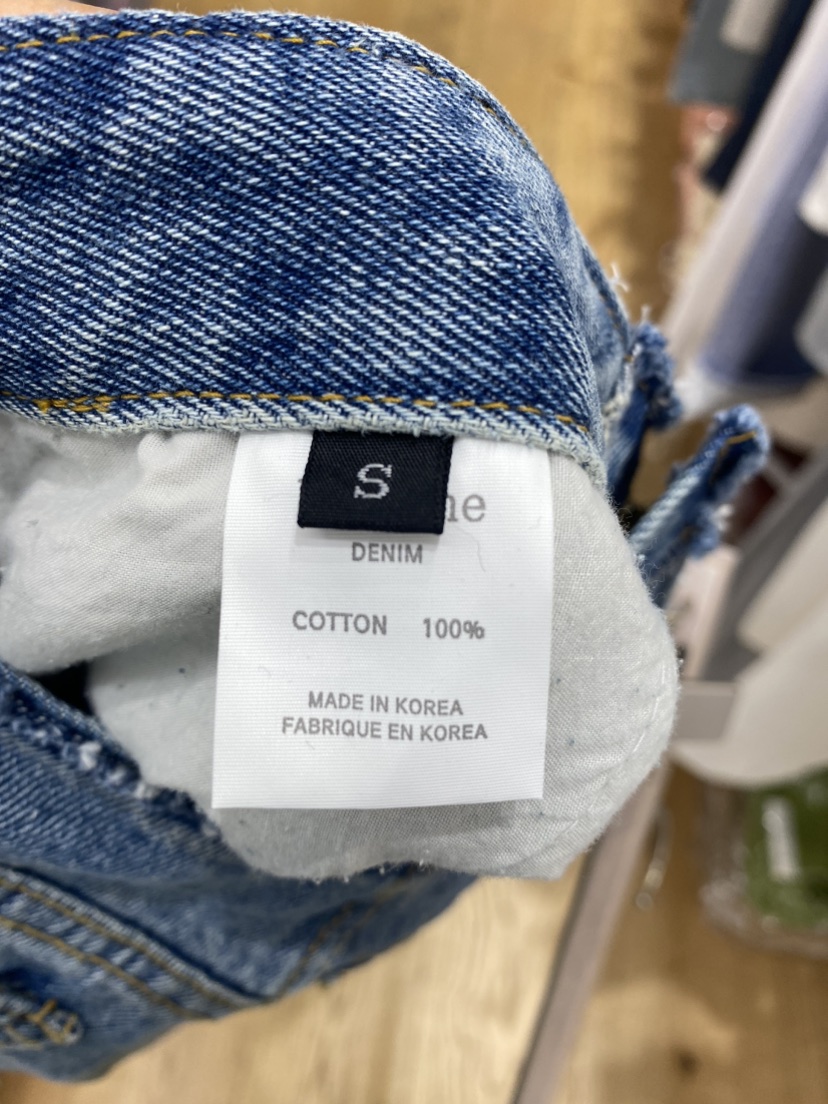 S
DENIM
COTTON 100%
MADE IN KOREA
FABRIQUE EN KOREA